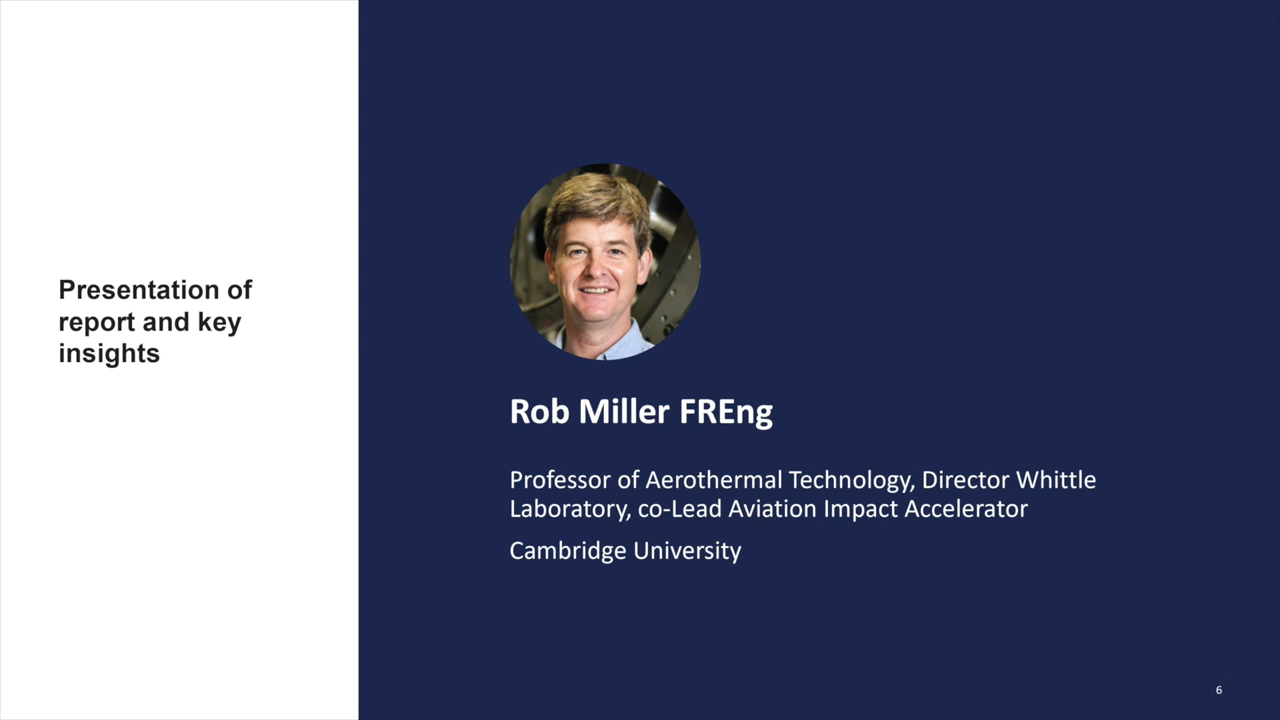 Presentation of
report and key
insights
Rob Miller FREng
Professor of Aerothermal Technology, Director Whittle
Laboratory, co-Lead Aviation Impact Accelerator
Cambridge University
6